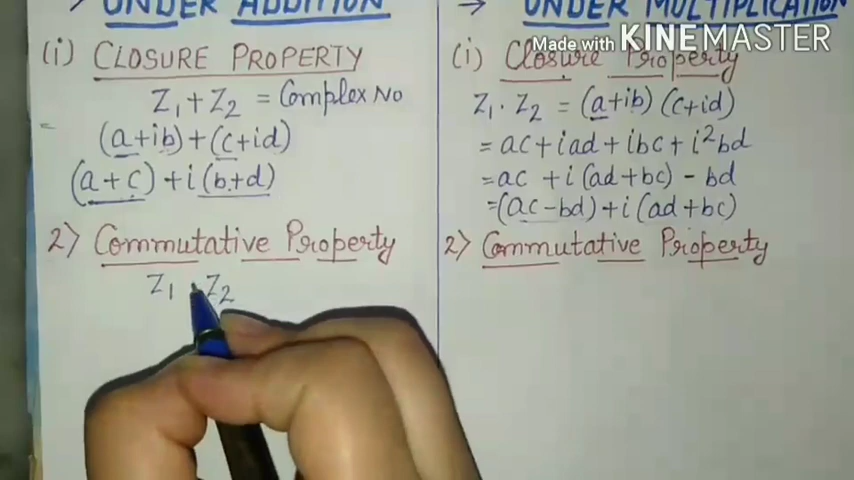 UNDER ADDITION
(i) CLOSURE PROPERTY
Z₁ + Z₂ = Complex No
=
(a+ib)+(c+id)
(a+c)+i(b+d)
2> Commutative Property
Z₁ Z₂
→ UNDER MULTIPLICATION
Made with KINEMASTER
(i) Closure Property
Z₁ · Z₂ = (a+ib)(c+id)
= ac+iad+ibc+i²bd
=ac +i(ad+bc) - bd
=(ac-bd)+i(ad+bc)
2> Commutative Property